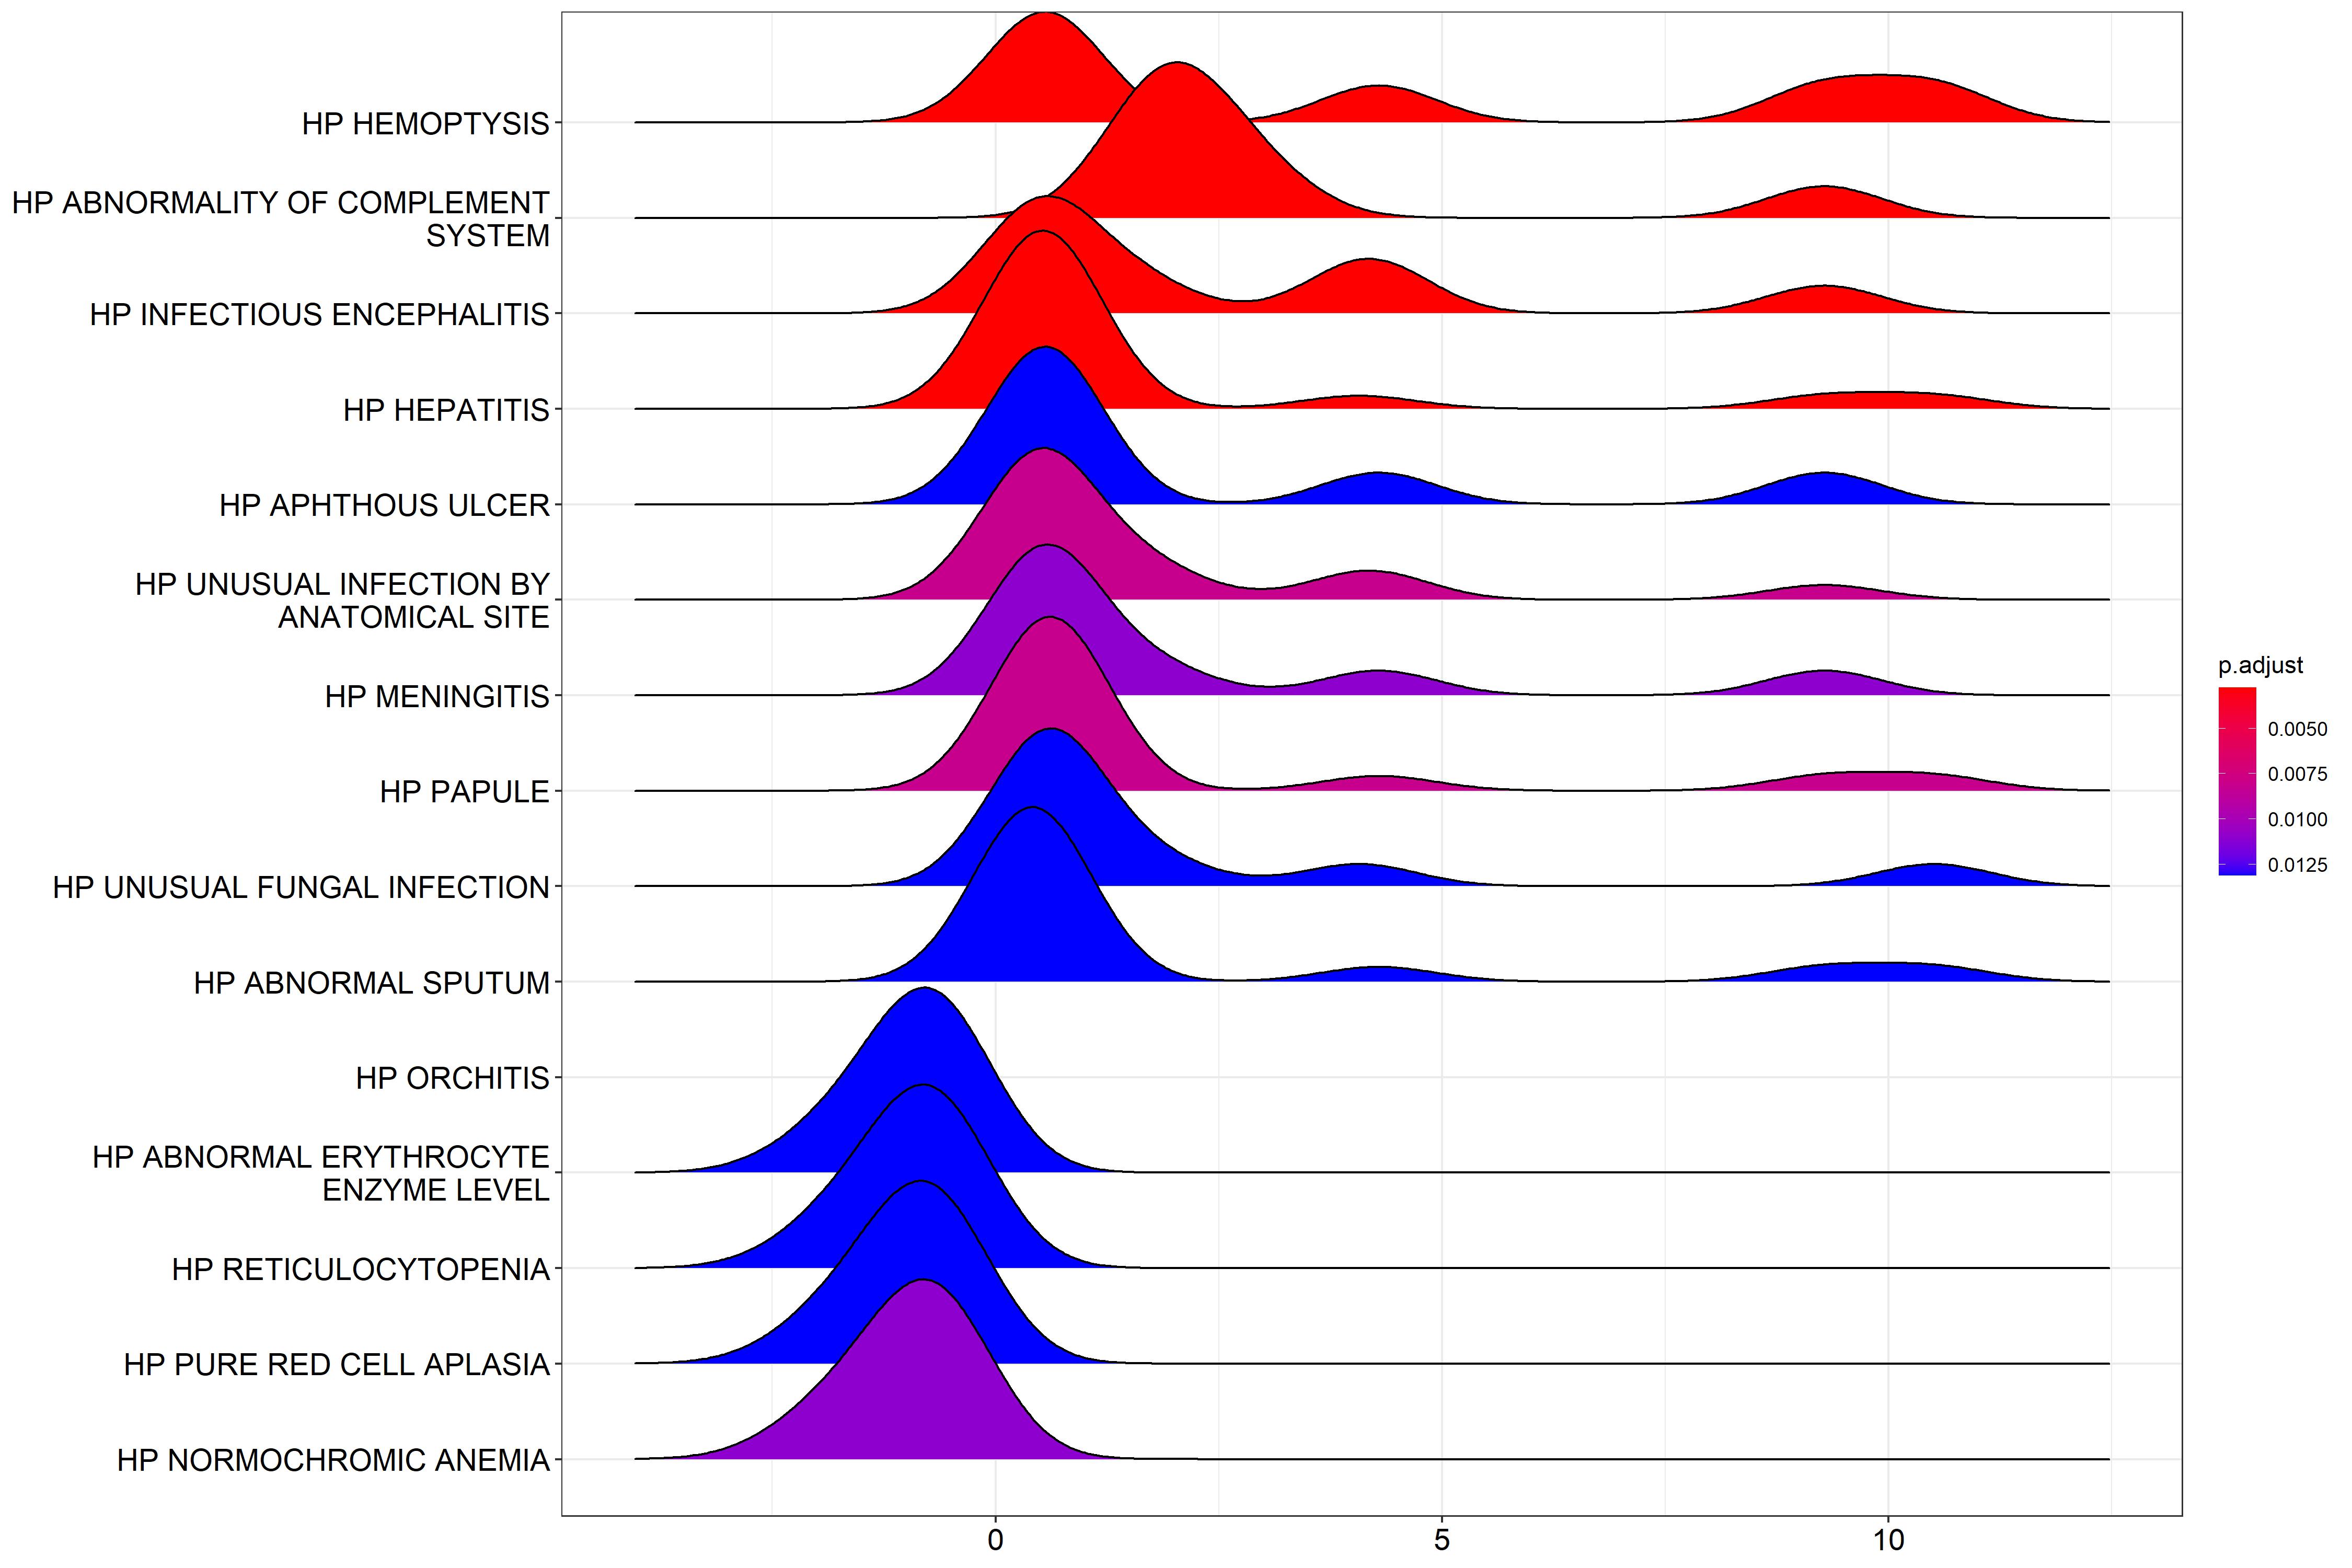 HP HEMOPTYSIS
HP ABNORMALITY OF COMPLEMENT
SYSTEM
HP INFECTIOUS ENCEPHALITIS
HP HEPATITIS
HP APHTHOUS ULCER
HP UNUSUAL INFECTION BY
ANATOMICAL SITE
HP MENINGITIS
HP PAPULE
HP UNUSUAL FUNGAL INFECTION
HP ABNORMAL SPUTUM
HP ORCHITIS
HP ABNORMAL ERYTHROCYTE
ENZYME LEVEL
HP RETICULOCYTOPENIA
HP PURE RED CELL APLASIA
HP NORMOCHROMIC ANEMIA
0 5 10
p.adjust
0.0050
0.0075
0.0100
0.0125